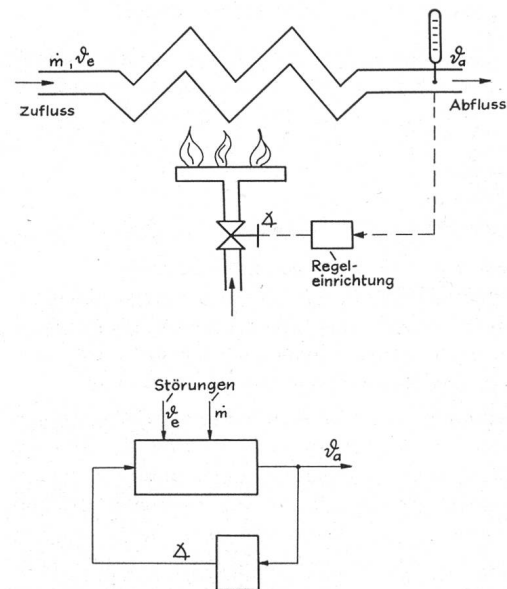 ṁ , ϑe
ϑa
Zufluss
Abfluss
∡
Regel-
einrichtung
Störungen
ϑe
ṁ
ϑa
∡